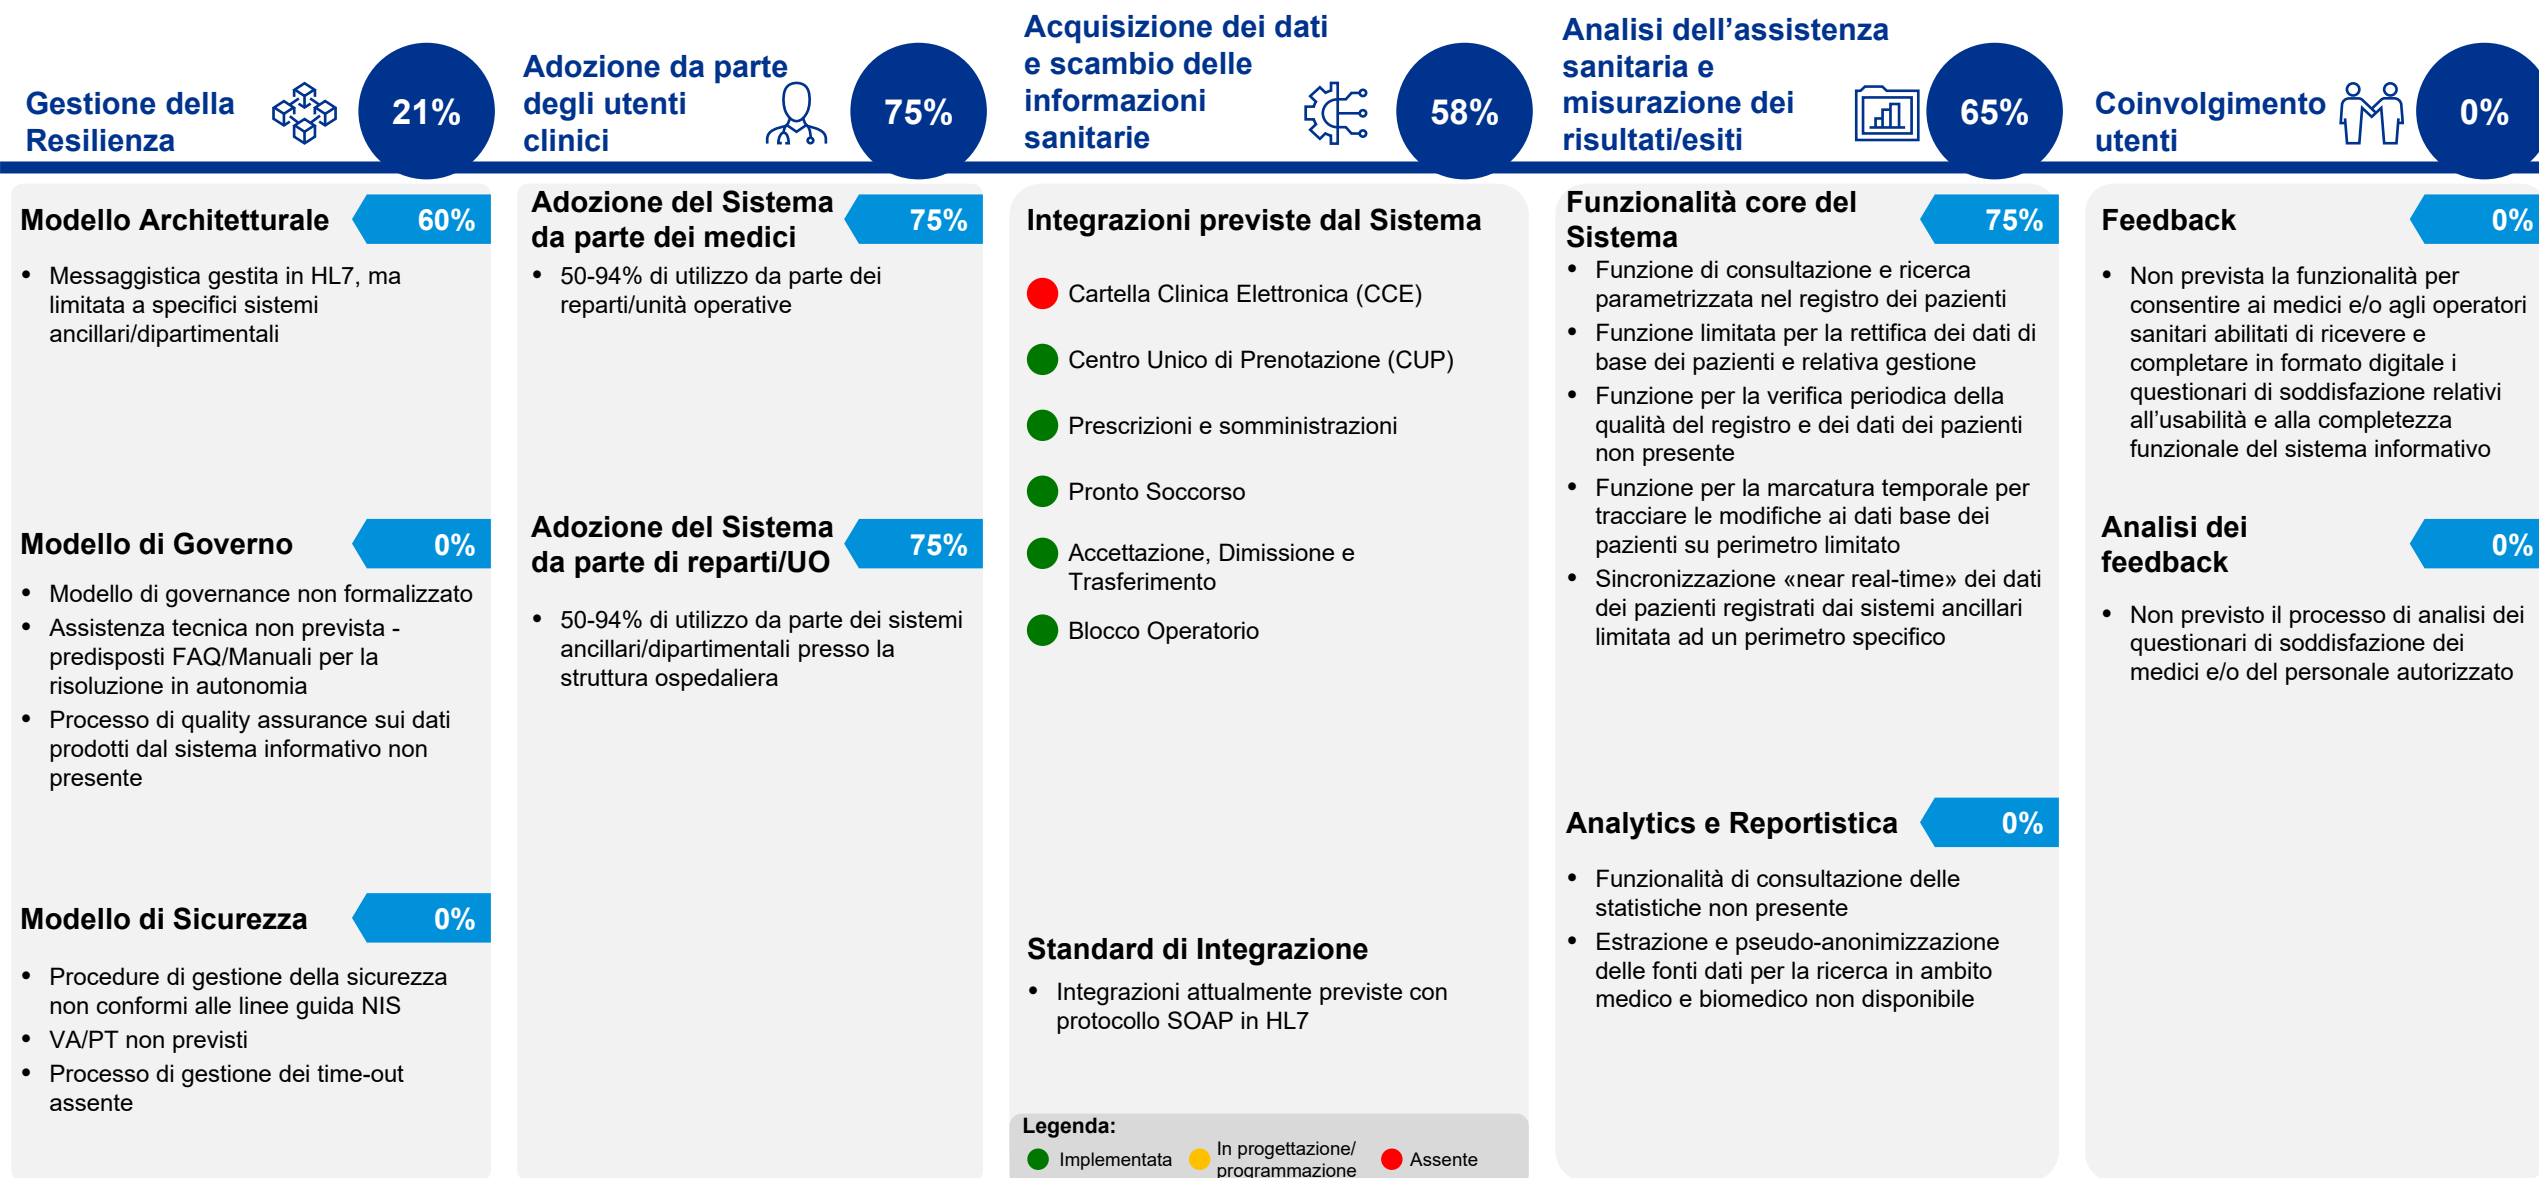 Gestione della
Resilienza
21%
Adozione da parte
degli utenti
clinici
75%
Acquisizione dei dati
e scambio delle
informazioni
sanitarie
58%
Analisi dell’assistenza
sanitaria e
misurazione dei
risultati/esiti
65%
Coinvolgimento
utenti
0%
Modello Architetturale
60%
• Messaggistica gestita in HL7, ma
limitata a specifici sistemi
ancillari/dipartimentali
Modello di Governo
0%
• Modello di governance non formalizzato
• Assistenza tecnica non prevista -
predisposti FAQ/Manuali per la
risoluzione in autonomia
• Processo di quality assurance sui dati
prodotti dal sistema informativo non
presente
Modello di Sicurezza
0%
• Procedure di gestione della sicurezza
non conformi alle linee guida NIS
• VA/PT non previsti
• Processo di gestione dei time-out
assente
Adozione del Sistema
da parte dei medici
75%
• 50-94% di utilizzo da parte dei
reparti/unità operative
Adozione del Sistema
da parte di reparti/UO
75%
• 50-94% di utilizzo da parte dei sistemi
ancillari/dipartimentali presso la
struttura ospedaliera
Integrazioni previste dal Sistema
Cartella Clinica Elettronica (CCE)
Centro Unico di Prenotazione (CUP)
Prescrizioni e somministrazioni
Pronto Soccorso
Accettazione, Dimissione e
Trasferimento
Blocco Operatorio
Standard di Integrazione
• Integrazioni attualmente previste con
protocollo SOAP in HL7
Legenda:
Implementata
In progettazione/
programmazione
Assente
Funzionalità core del
Sistema
75%
• Funzione di consultazione e ricerca
parametrizzata nel registro dei pazienti
• Funzione limitata per la rettifica dei dati di
base dei pazienti e relativa gestione
• Funzione per la verifica periodica della
qualità del registro e dei dati dei pazienti
non presente
• Funzione per la marcatura temporale per
tracciare le modifiche ai dati base dei
pazienti su perimetro limitato
• Sincronizzazione «near real-time» dei dati
dei pazienti registrati dai sistemi ancillari
limitata ad un perimetro specifico
Analytics e Reportistica
0%
• Funzionalità di consultazione delle
statistiche non presente
• Estrazione e pseudo-anonimizzazione
delle fonti dati per la ricerca in ambito
medico e biomedico non disponibile
Feedback
0%
• Non prevista la funzionalità per
consentire ai medici e/o agli operatori
sanitari abilitati di ricevere e
completare in formato digitale i
questionari di soddisfazione relativi
all’usabilità e alla completezza
funzionale del sistema informativo
Analisi dei
feedback
0%
• Non previsto il processo di analisi dei
questionari di soddisfazione dei
medici e/o del personale autorizzato